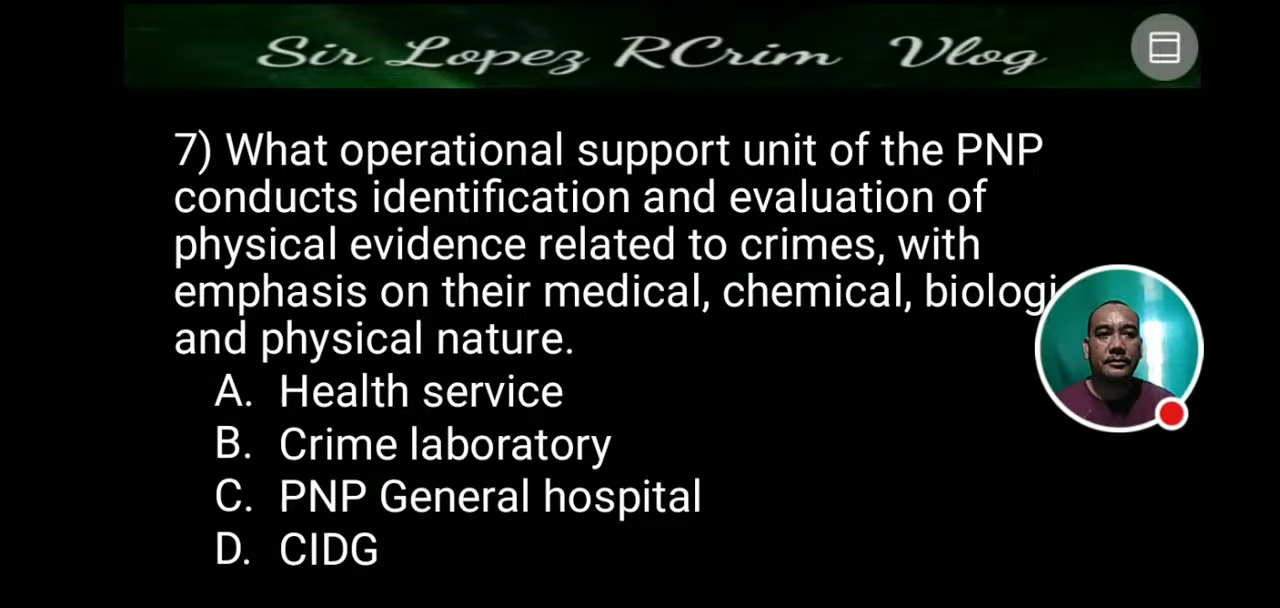 Sir Lopez RCrim Vlog
7) What operational support unit of the PNP
conducts identification and evaluation of
physical evidence related to crimes, with
emphasis on their medical, chemical,
and physical nature.
A. Health service
B. Crime laboratory
C. PNP General hospital
D. CIDG